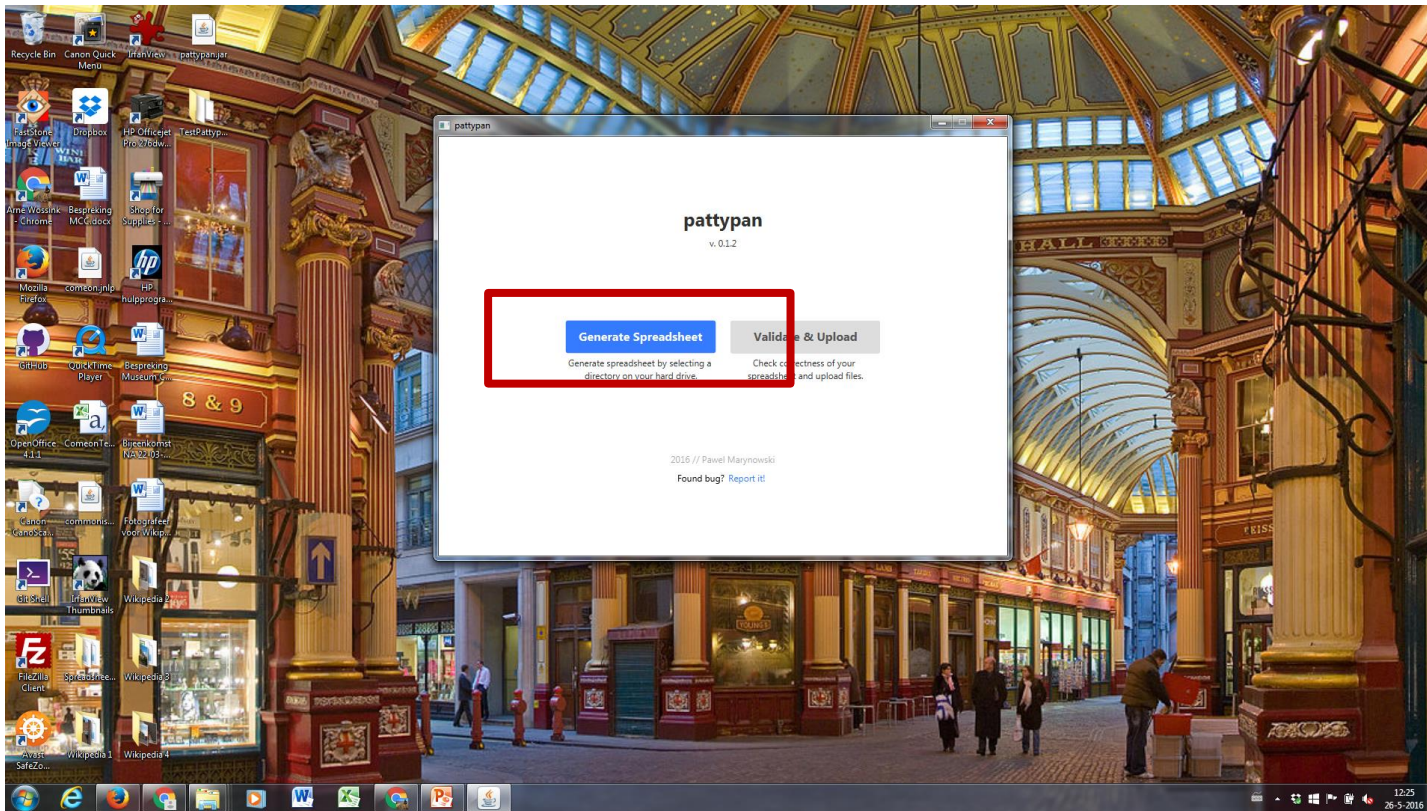 Recycle Bin
Canon Quick
Menu
IrfanView
pattypan.jar
FastStone
Image Viewer
Dropbox
HP Officejet
Pro 276dw...
TestPattyp...
WINE
BAR
Arne Wossink
- Chrome
Bespreking
MCC.docx
Shop for
Supplies - ...
Mozilla
Firefox
comeon.jnlp
HP
hulpprogra...
GitHub
QuickTime
Player
Bespreking
Museum C...
8 & 9
OpenOffice
4.1.1
ComeonTe...
Bijeenkomst
NA 22-03-...
Canon
CanoSca...
commonis...
Fotografeer
voor Wikip...
Git Shell
IrfanView
Thumbnails
Wikipedia 2
FileZilla
Client
Spreadshee...
Wikipedia 3
Avast
SafeZo...
Wikipedia 1
Wikipedia 4
pattypan
pattypan
v. 0.1.2
Generate Spreadsheet
Validate & Upload
Generate spreadsheet by selecting a
directory on your hard drive.
Check correctness of your
spreadsheet and upload files.
2016 // Pawel Marynowski
Found bug? Report it!
HALL
YOUNGS
12:25
26-5-2016